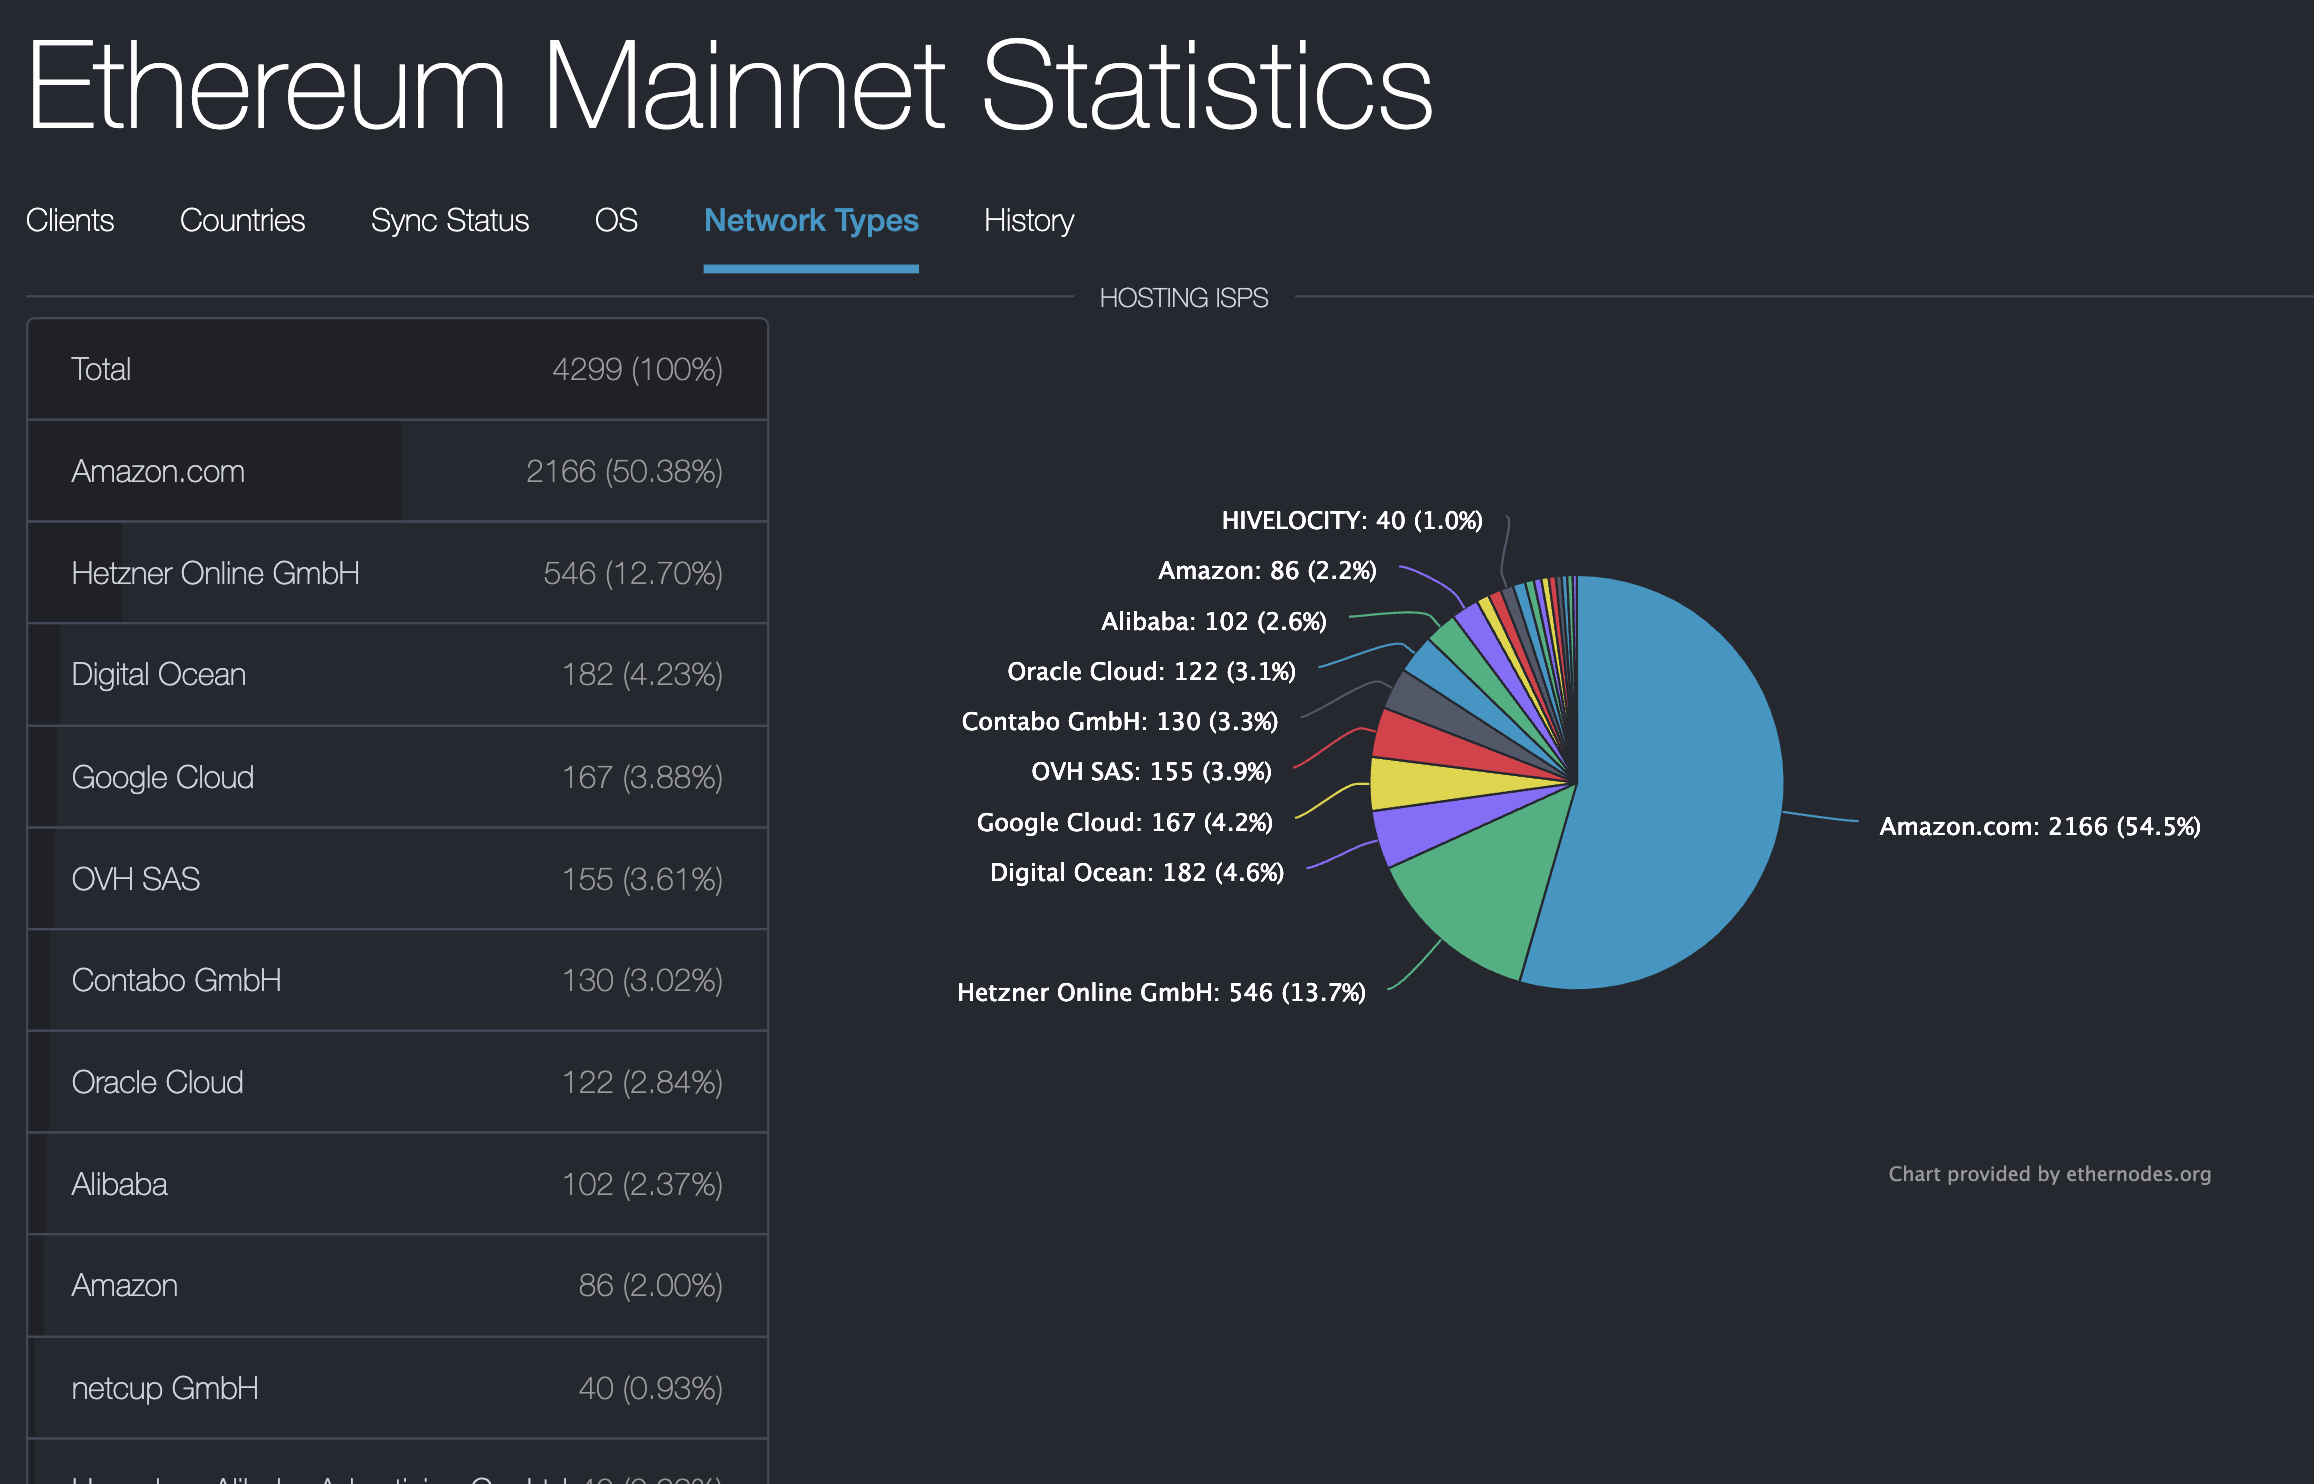 Ethereum Mainnet Statistics
Clients Countries Sync Status OS Network Types History
HOSTING ISPS
Total 4299 (100%)
Amazon.com 2166 (50.38%)
Hetzner Online GmbH 546 (12.70%)
Digital Ocean 182 (4.23%)
Google Cloud 167 (3.88%)
OVH SAS 155 (3.61%)
Contabo GmbH 130 (3.02%)
Oracle Cloud 122 (2.84%)
Alibaba 102 (2.37%)
Amazon 86 (2.00%)
netcup GmbH 40 (0.93%)
HIVELOCITY: 40 (1.0%)
Amazon: 86 (2.2%)
Alibaba: 102 (2.6%)
Oracle Cloud: 122 (3.1%)
Contabo GmbH: 130 (3.3%)
OVH SAS: 155 (3.9%)
Google Cloud: 167 (4.2%)
Digital Ocean: 182 (4.6%)
Hetzner Online GmbH: 546 (13.7%)
Amazon.com: 2166 (54.5%)
Chart provided by ethernodes.org